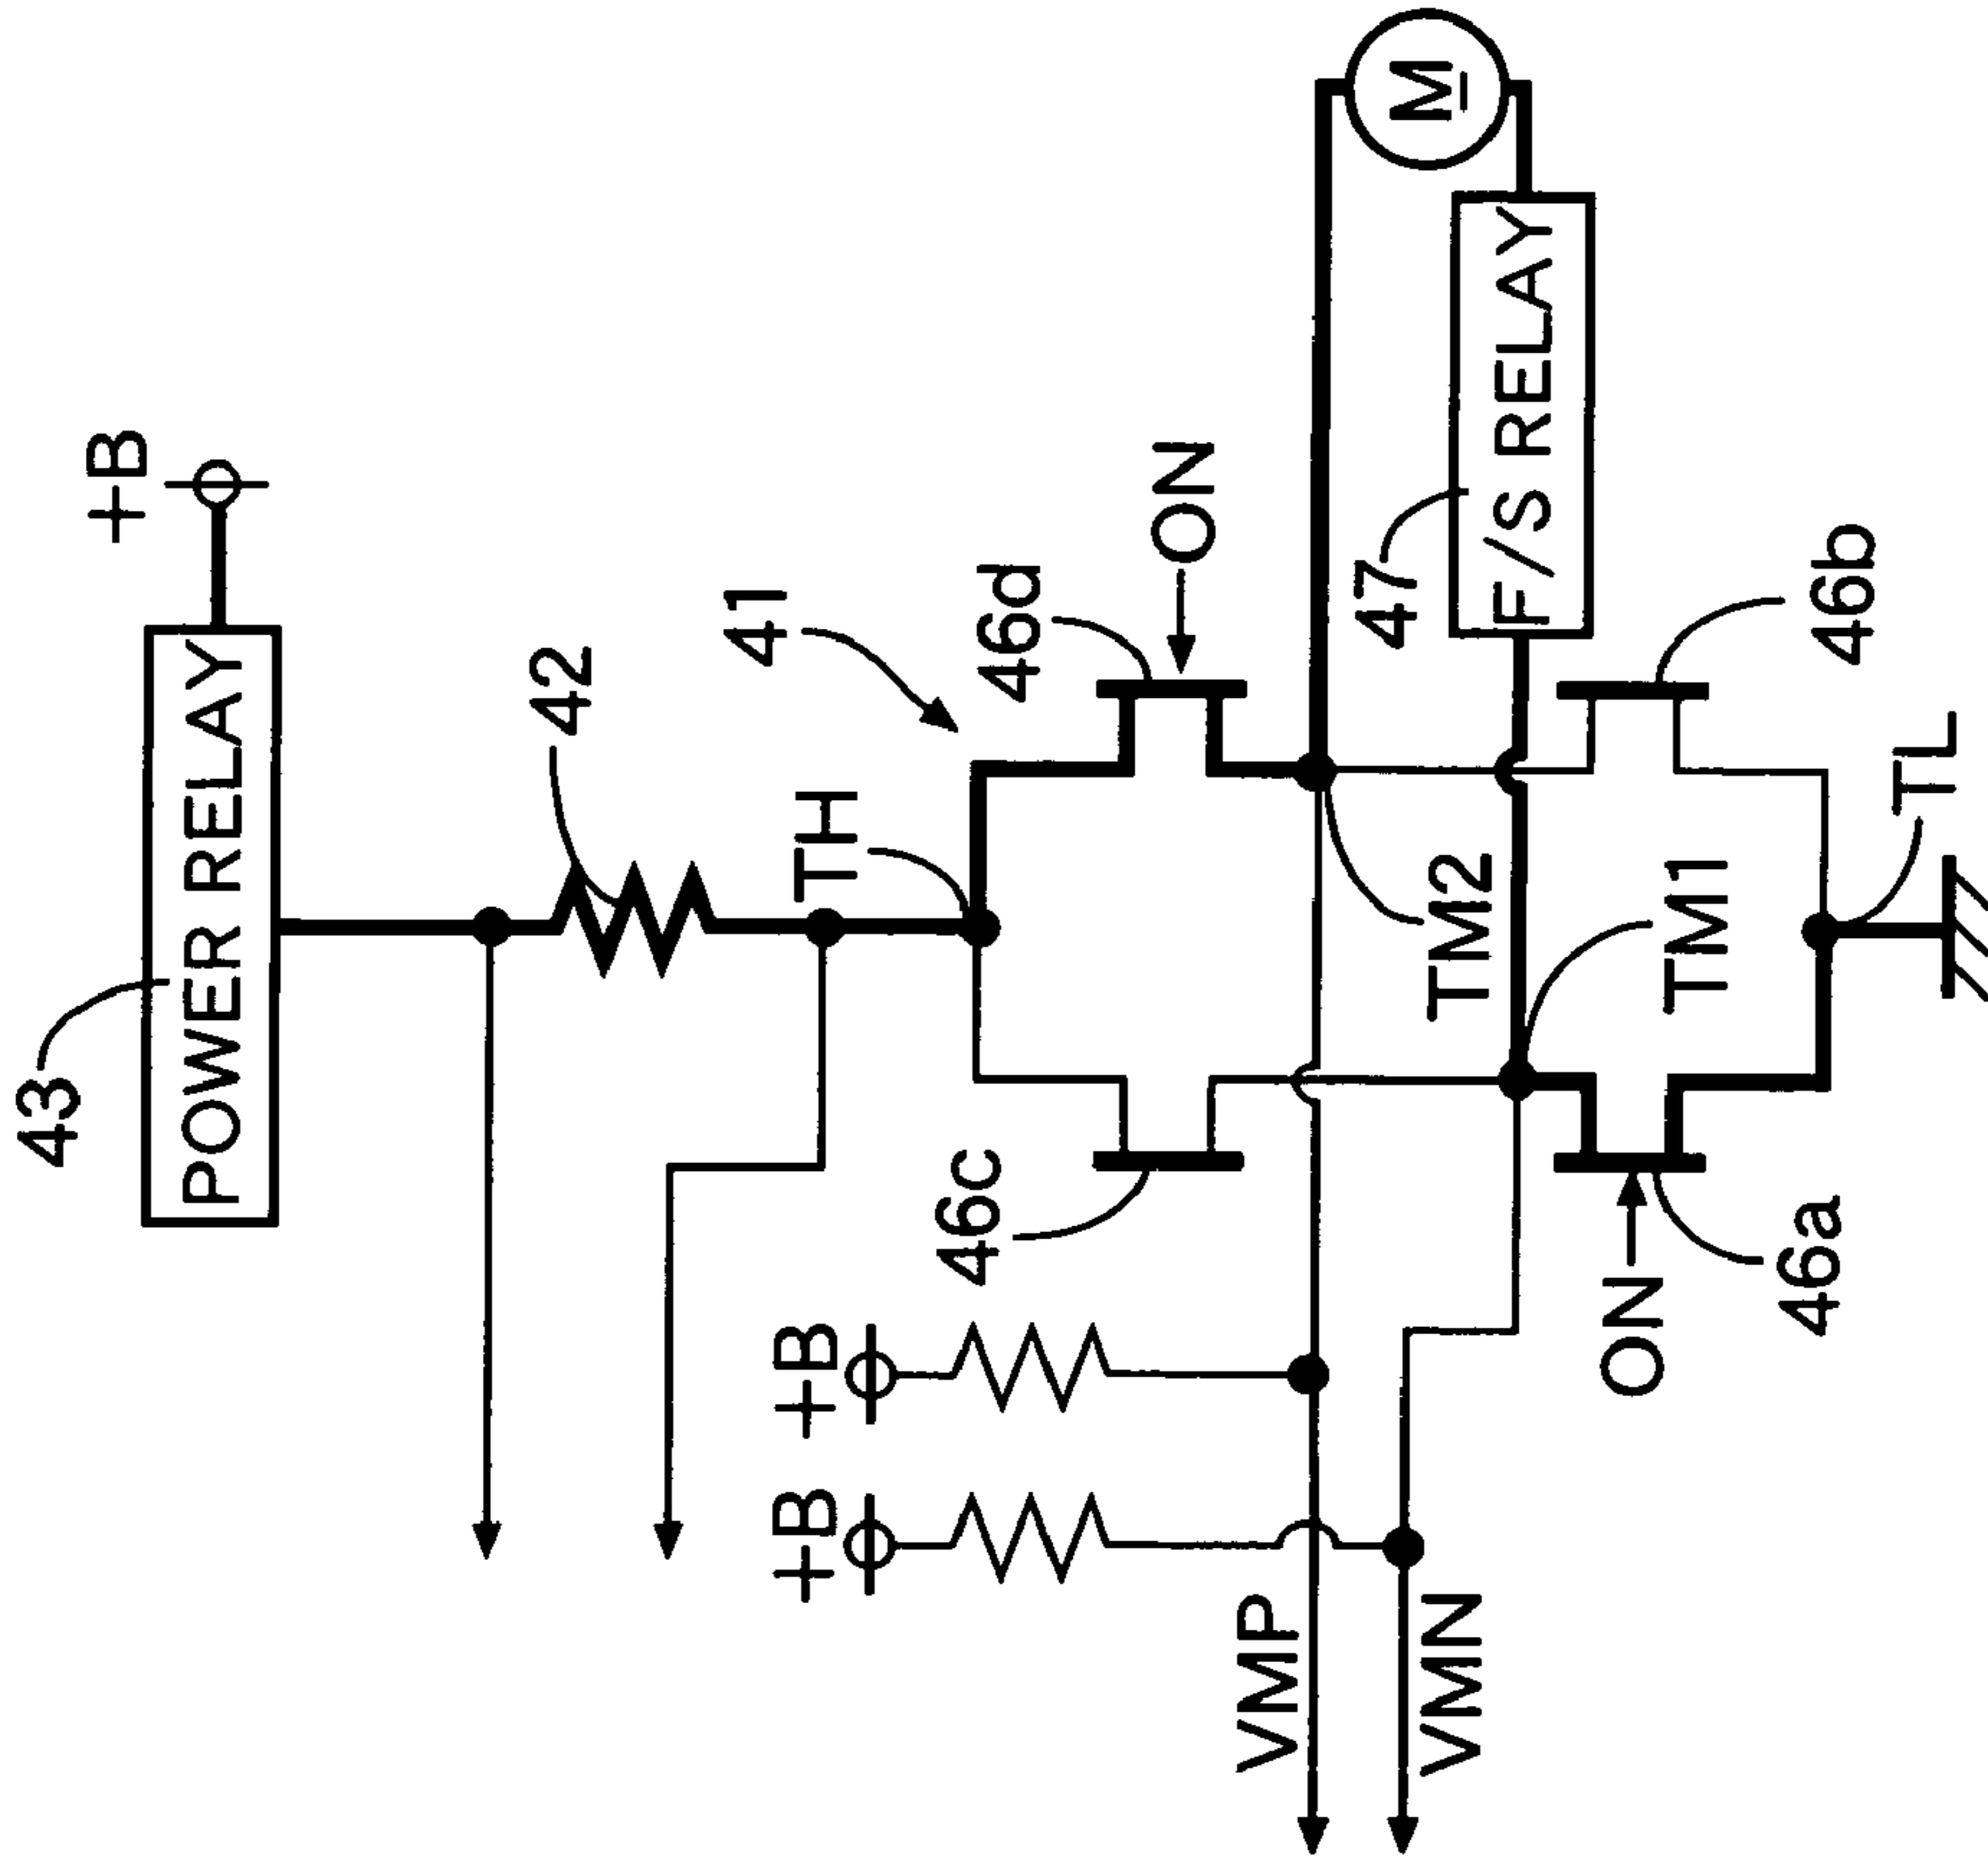 +B
43
POWER RELAY
42
41
TH
46d
ON
M
47
F/S RELAY
46c
TM2
TM1
46b
TL
+B
+B
ON
46a
VMP
VMN